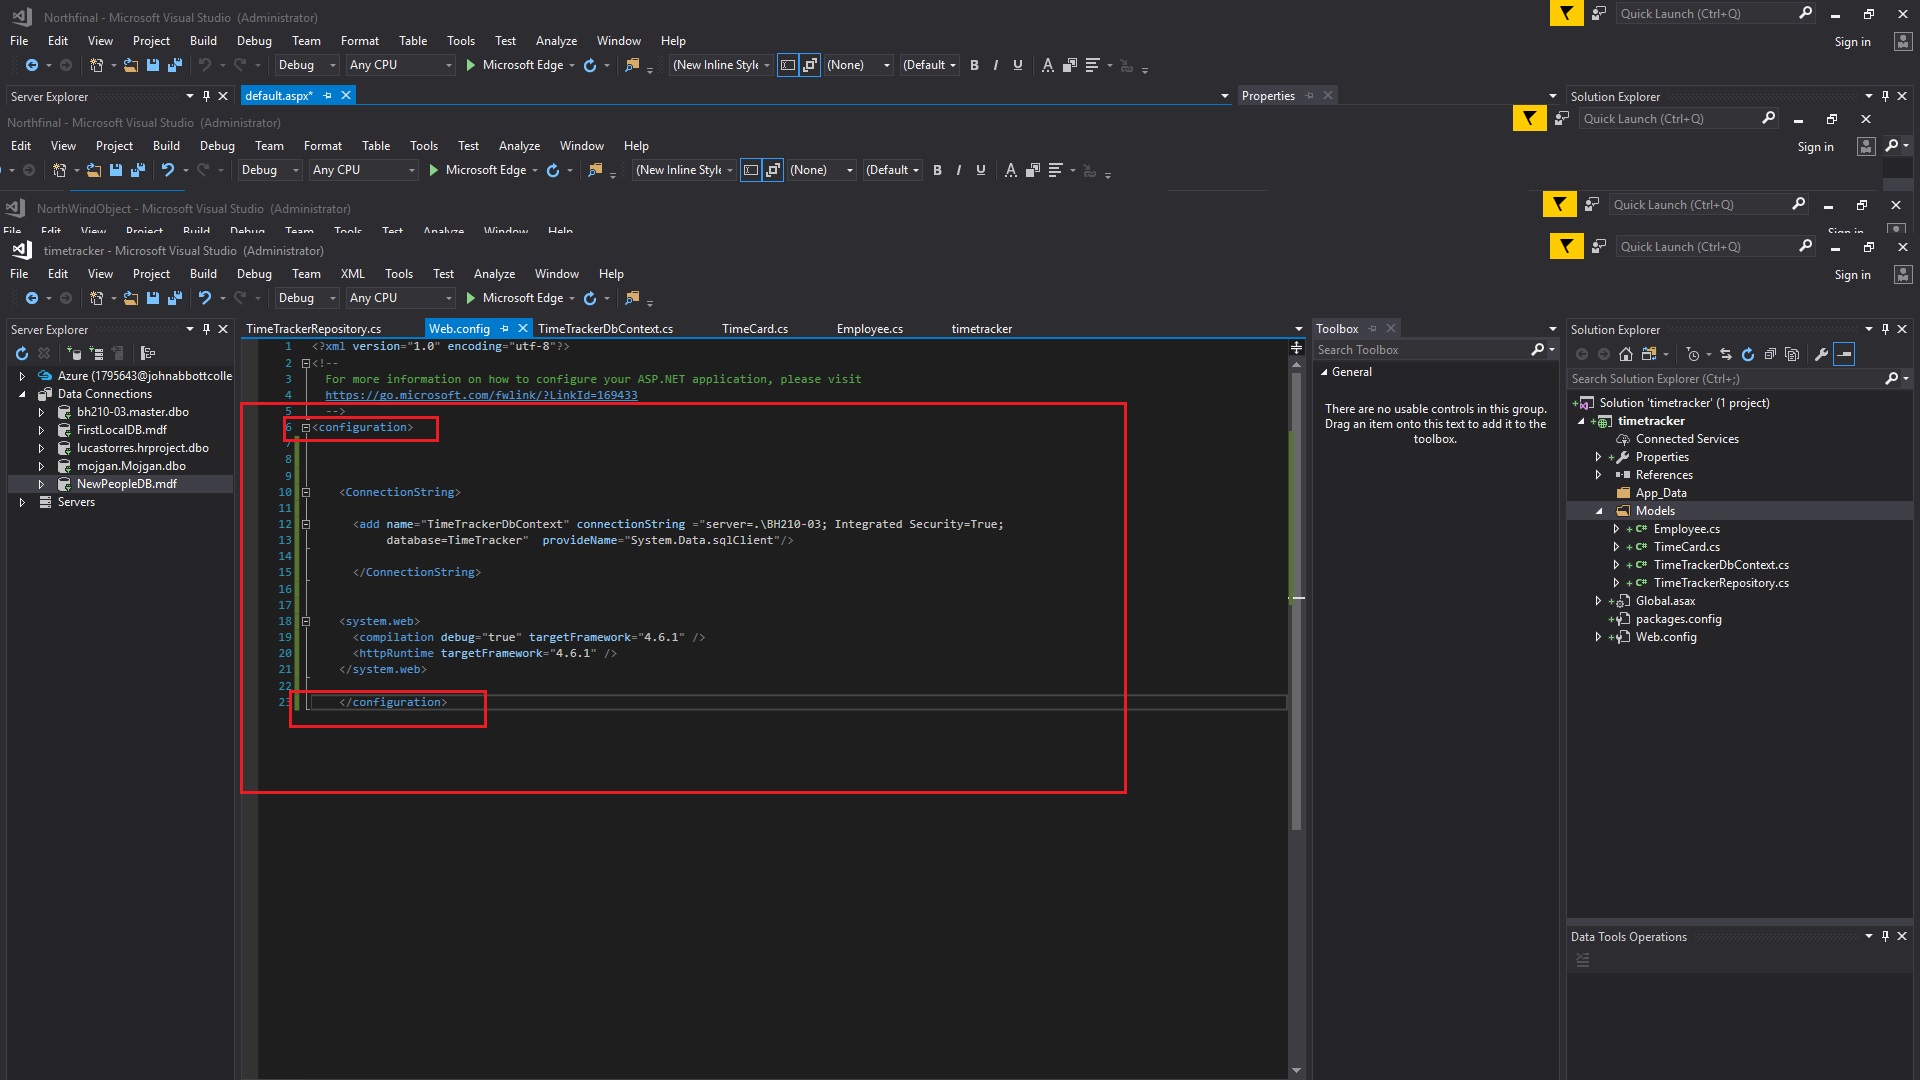 Northfinal - Microsoft Visual Studio (Administrator)
Quick Launch (Ctrl+Q)
File Edit View Project Build Debug Team Format Table Tools Test Analyze Window Help
Sign in
Debug Any CPU Microsoft Edge (New Inline Style (None) (Default B I U A
Server Explorer default.aspx* Properties Solution Explorer
Northfinal - Microsoft Visual Studio (Administrator)
Quick Launch (Ctrl+Q)
Edit View Project Build Debug Team Format Table Tools Test Analyze Window Help
Sign in
Debug Any CPU Microsoft Edge (New Inline Style (None) (Default B I U A
NorthWindObject - Microsoft Visual Studio (Administrator)
Quick Launch (Ctrl+Q)
File Edit View Project Build Debug Team Tools Test Analyze Window Help
Sign in
timetracker - Microsoft Visual Studio (Administrator)
Quick Launch (Ctrl+Q)
File Edit View Project Build Debug Team XML Tools Test Analyze Window Help
Sign in
Debug Any CPU Microsoft Edge
Server Explorer
Azure (1795643@johnabbottcolle
Data Connections
bh210-03.master.dbo
FirstLocalDB.mdf
lucastorres.hrproject.dbo
mojgan.Mojgan.dbo
NewPeopleDB.mdf
Servers
TimeTrackerRepository.cs Web.config TimeTrackerDbContext.cs TimeCard.cs Employee.cs timetracker
1 <?xml version="1.0" encoding="utf-8"?>
2 <!--
3 For more information on how to configure your ASP.NET application, please visit
4 https://go.microsoft.com/fwlink/?LinkId=169433
5 -->
6 <configuration>
7
8
9
10 <ConnectionString>
11
12 <add name="TimeTrackerDbContext" connectionString ="server=.\BH210-03; Integrated Security=True;
13 database=TimeTracker" provideName="System.Data.sqlClient"/>
14
15 </ConnectionString>
16
17
18 <system.web>
19 <compilation debug="true" targetFramework="4.6.1" />
20 <httpRuntime targetFramework="4.6.1" />
21 </system.web>
22
23 </configuration>
Toolbox
Search Toolbox
General
There are no usable controls in this group.
Drag an item onto this text to add it to the
toolbox.
Solution Explorer
Search Solution Explorer (Ctrl+;)
Solution 'timetracker' (1 project)
timetracker
Connected Services
Properties
References
App_Data
Models
C# Employee.cs
C# TimeCard.cs
C# TimeTrackerDbContext.cs
C# TimeTrackerRepository.cs
Global.asax
packages.config
Web.config
Data Tools Operations